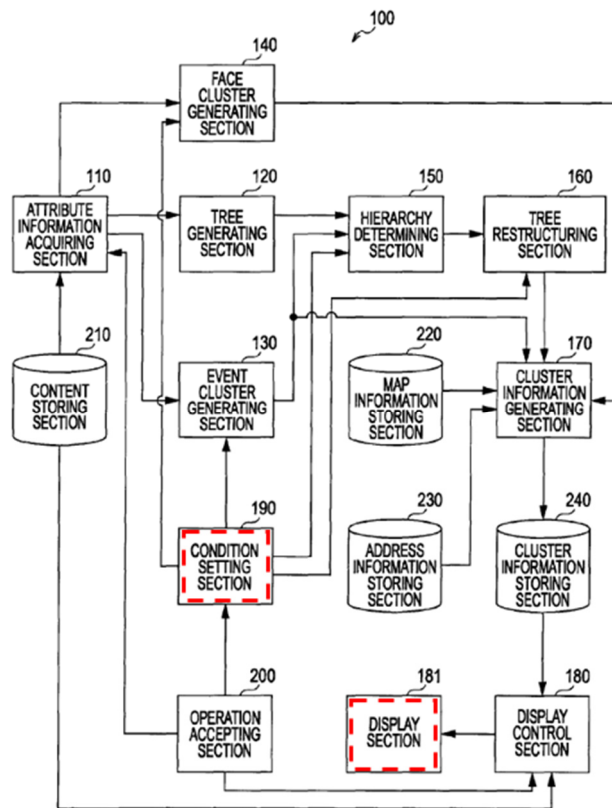 100
140
FACE
CLUSTER
GENERATING
SECTION
110
ATTRIBUTE
INFORMATION
ACQUIRING
SECTION
120
TREE
GENERATING
SECTION
150
HIERARCHY
DETERMINING
SECTION
160
TREE
RESTRUCTURING
SECTION
210
CONTENT
STORING
SECTION
130
EVENT
CLUSTER
GENERATING
SECTION
220
MAP
INFORMATION
STORING
SECTION
170
CLUSTER
INFORMATION
GENERATING
SECTION
190
CONDITION
SETTING
SECTION
230
ADDRESS
INFORMATION
STORING
SECTION
240
CLUSTER
INFORMATION
STORING
SECTION
200
OPERATION
ACCEPTING
SECTION
181
DISPLAY
SECTION
180
DISPLAY
CONTROL
SECTION